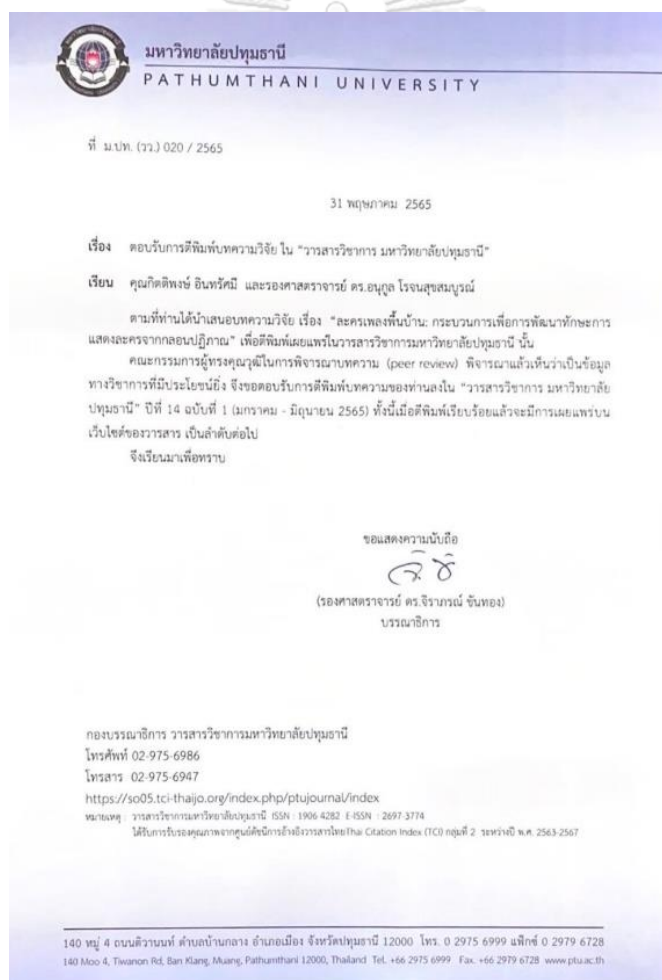 มหาวิทยาลัยปทุมธานี
PATHUMTHANI UNIVERSITY
ที่ ม.ปท. (วว.) 020 / 2565
31 พฤษภาคม 2565
เรื่อง ตอบรับการตีพิมพ์บทความวิจัย ใน "วารสารวิชาการ มหาวิทยาลัยปทุมธานี"
เรียน คุณกิตติพงษ์ อินทรัศมี และรองศาสตราจารย์ ดร.อนุกูล โรจนสุขสมบูรณ์
ตามที่ท่านได้นำเสนอบทความวิจัย เรื่อง "ละครเพลงพื้นบ้าน: กระบวนการเพื่อการพัฒนาทักษะการ
แสดงละครจากกลอนปฏิภาณ" เพื่อตีพิมพ์เผยแพร่ในวารสารมหาวิทยาลัยปทุมธานี นั้น
คณะกรรมการผู้ทรงคุณวุฒิในการพิจารณาบทความ (peer review) พิจารณาแล้วเห็นว่าเป็นข้อมูล
ทางวิชาการที่มีประโยชน์ยิ่ง จึงขอตอบรับการตีพิมพ์บทความของท่านลงใน "วารสารวิชาการ มหาวิทยาลัย
ปทุมธานี" ปีที่ 14 ฉบับที่ 1 (มกราคม - มิถุนายน 2565) ทั้งนี้เมื่อตีพิมพ์เรียบร้อยแล้วจะมีการเผยแพร่บน
เว็บไซต์ของวารสาร เป็นลำดับต่อไป
จึงเรียนมาเพื่อทราบ
ขอแสดงความนับถือ
(รองศาสตราจารย์ ดร.จิราภรณ์ ขันทอง)
บรรณาธิการ
กองบรรณาธิการ วารสารวิชาการมหาวิทยาลัยปทุมธานี
โทรศัพท์ 02-975-6986
โทรสาร 02-975-6947
https://so05.tci-thaijo.org/index.php/ptujournal/index
หมายเหตุ : วารสารวิชาการมหาวิทยาลัยปทุมธานี ISSN : 1906-4282 E-ISSN : 2697-3774
ได้รับการรับรองคุณภาพจากศูนย์ดัชนีการอ้างอิงวารสารไทยThai Citation Index (TCI) กลุ่มที่ 2 ระหว่างปี พ.ศ. 2563-2567
140 หมู่ 4 ถนนติวานนท์ ตำบลบ้านกลาง อำเภอเมือง จังหวัดปทุมธานี 12000 โทร. 0 2975 6999 แฟ็กซ์ 0 2979 6728
140 Moo 4, Tiwanon Rd, Ban Klang, Muang, Pathumthani 12000, Thailand Tel. +66 2975 6999 Fax. +66 2979 6728 www.ptu.ac.th